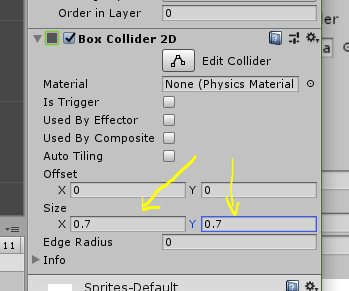 Order in Layer 0
Box Collider 2D
Edit Collider
Material None (Physics Material
Is Trigger
Used By Effector
Used By Composite
Auto Tiling
Offset
X 0 Y 0
Size
X 0.7 Y 0.7
11
Edge Radius 0
Info
Sprites-Default